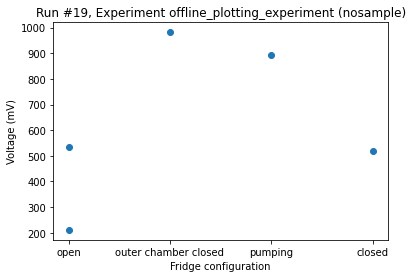 Run #19, Experiment offline_plotting_experiment (nosample)
1000
900
800
700
600
500
400
300
200
Voltage (mV)
open outer chamber closed pumping closed
Fridge configuration